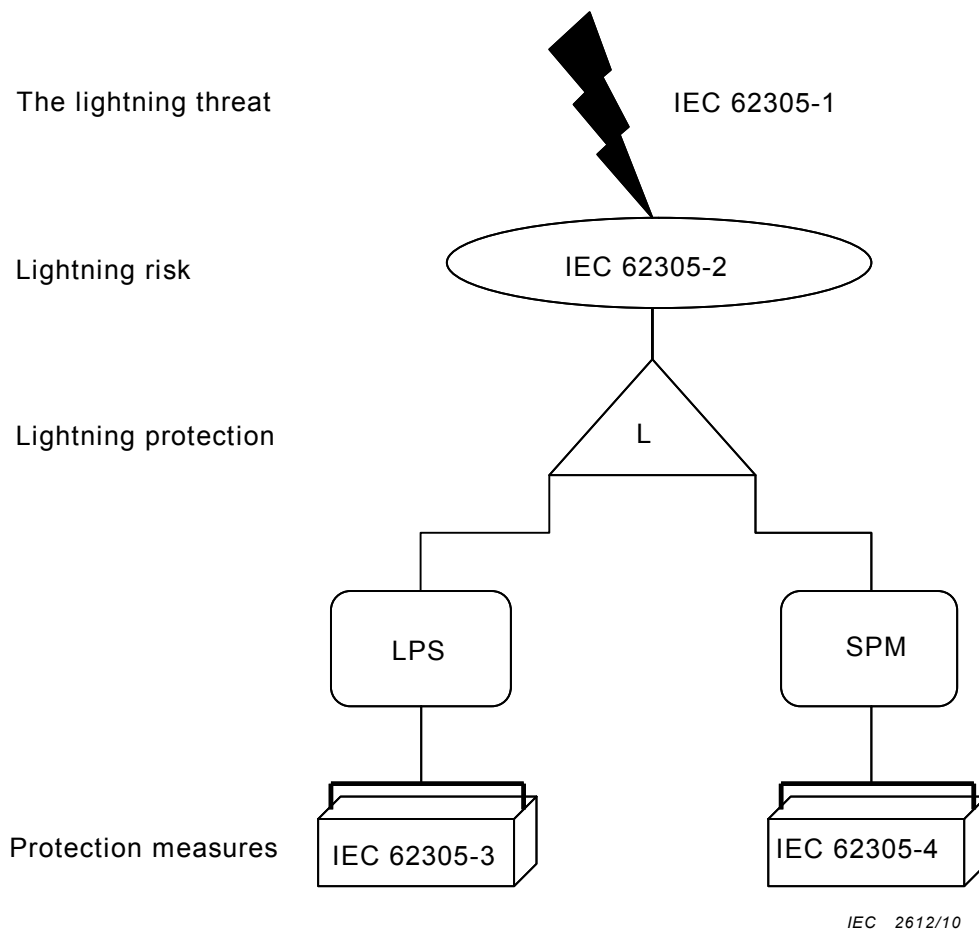 The lightning threat
IEC 62305-1
Lightning risk
IEC 62305-2
Lightning protection
L
LPS
SPM
Protection measures
IEC 62305-3
IEC 62305-4
IEC 2612/10